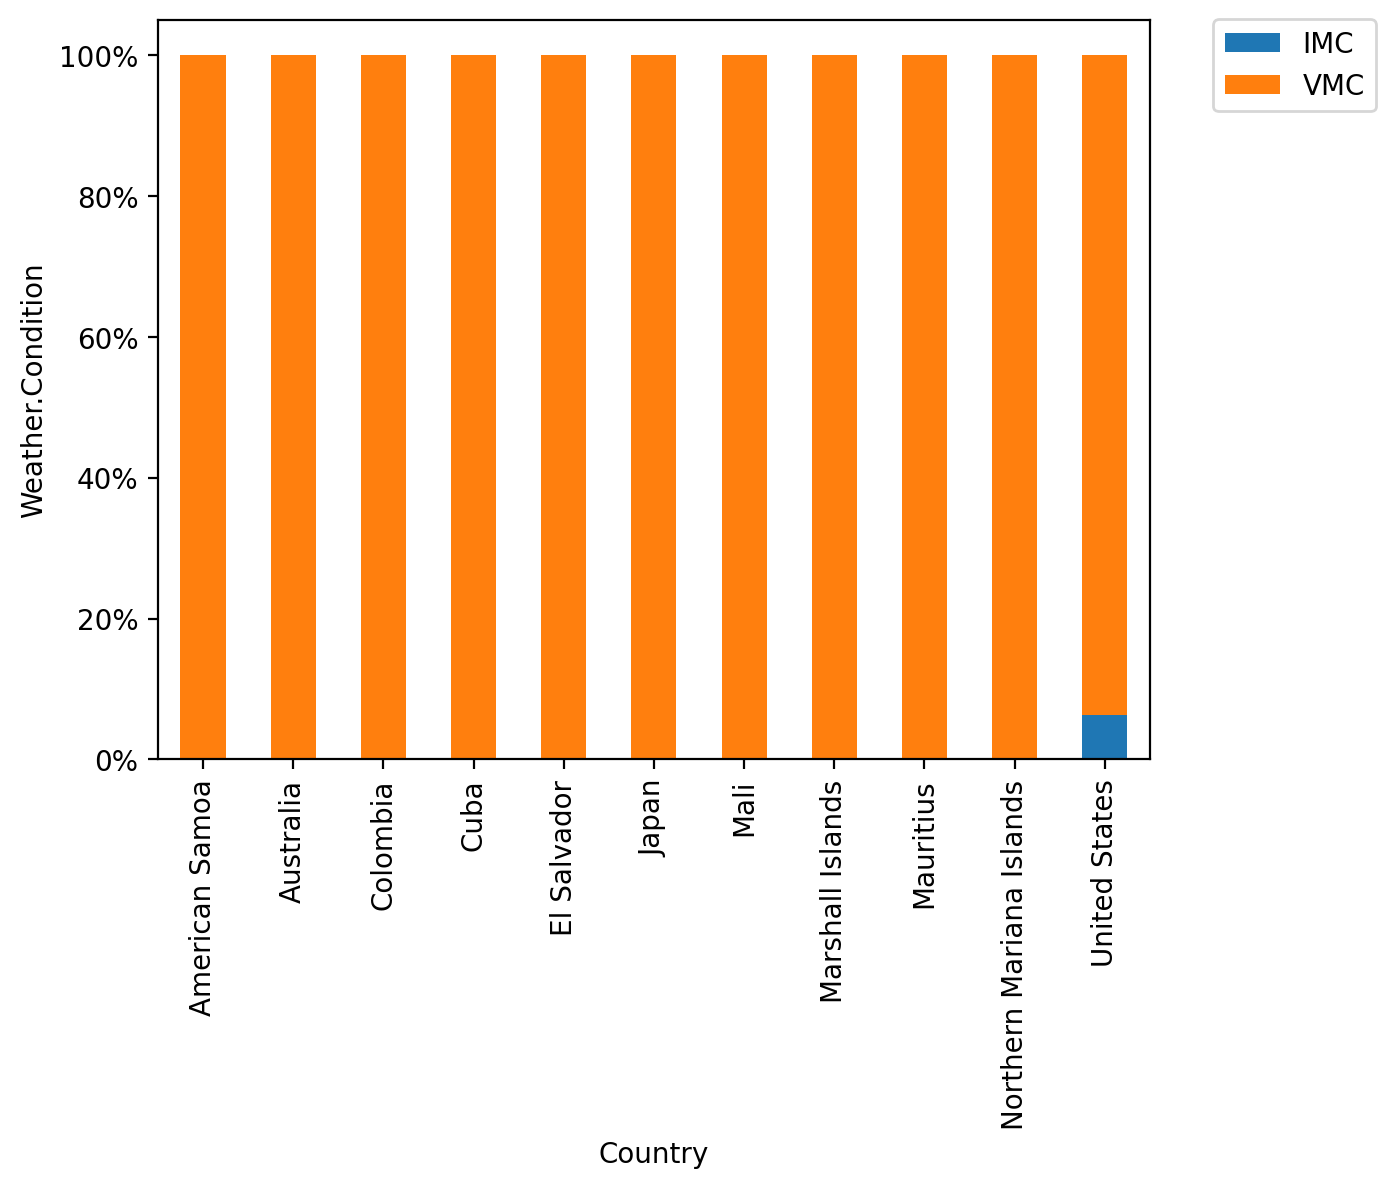 IMC
VMC
100%
80%
60%
40%
20%
0%
Weather.Condition
American Samoa
Australia
Colombia
Cuba
El Salvador
Japan
Mali
Marshall Islands
Mauritius
Northern Mariana Islands
United States
Country